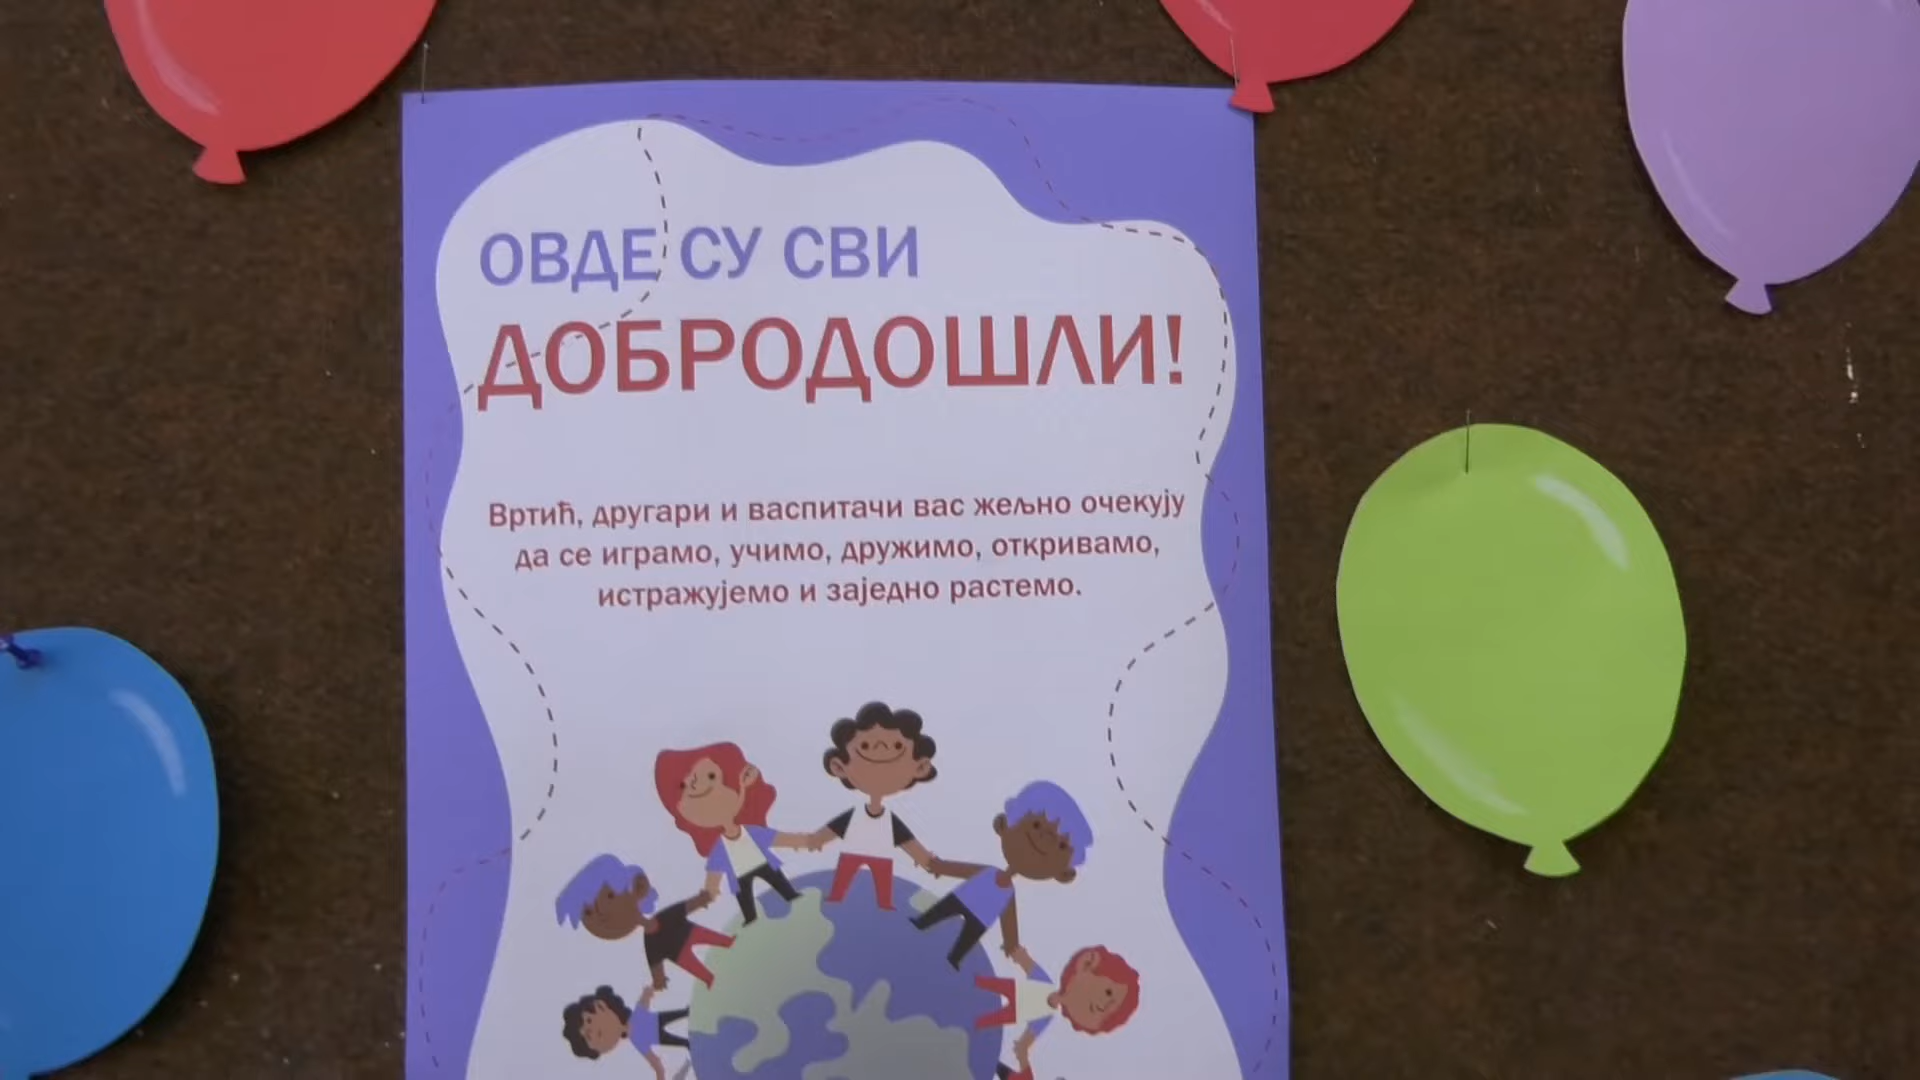 ОВДЕ СУ СВИ
ДОБРОДОШЛИ!
Вртић, другари и васпитачи вас жељно очекују
да се играмо, учимо, дружимо, откривамо,
истражујемо и заједно растемо.